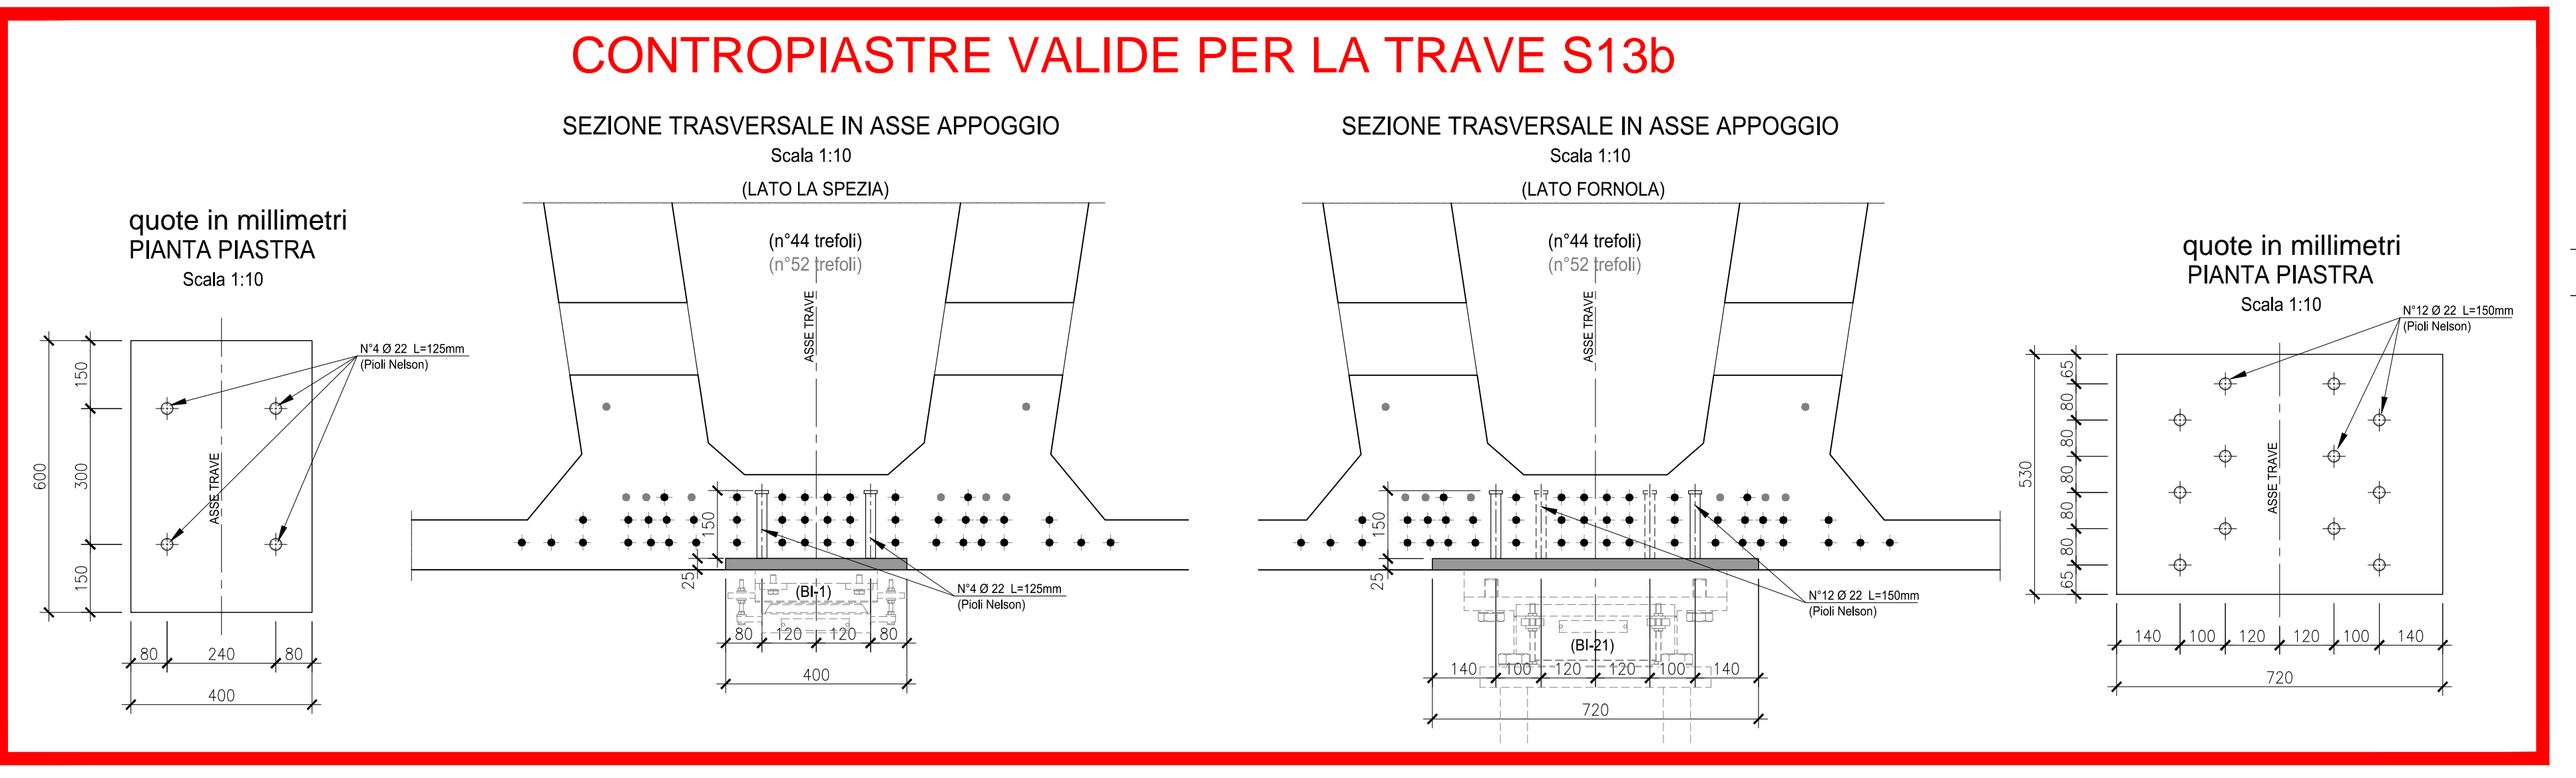 CONTROPIASTRE VALIDE PER LA TRAVE S13b
quote in millimetri
PIANTA PIASTRA
Scala 1:10
N°4 Ø 22 L=125mm
(Pioli Nelson)
ASSE TRAVE
150
300
150
600
80
240
80
400
SEZIONE TRASVERSALE IN ASSE APPOGGIO
Scala 1:10
(LATO LA SPEZIA)
(n°44 trefoli)
(n°52 trefoli)
ASSE TRAVE
150
25
(BI-1)
N°4 Ø 22 L=125mm
(Pioli Nelson)
80
120
120
80
400
SEZIONE TRASVERSALE IN ASSE APPOGGIO
Scala 1:10
(LATO FORNOLA)
(n°44 trefoli)
(n°52 trefoli)
ASSE TRAVE
150
25
(BI-21)
N°12 Ø 22 L=150mm
(Pioli Nelson)
140
100
120
120
100
140
720
quote in millimetri
PIANTA PIASTRA
Scala 1:10
N°12 Ø 22 L=150mm
(Pioli Nelson)
ASSE TRAVE
65
80
80
80
80
80
65
530
140
100
120
120
100
140
720